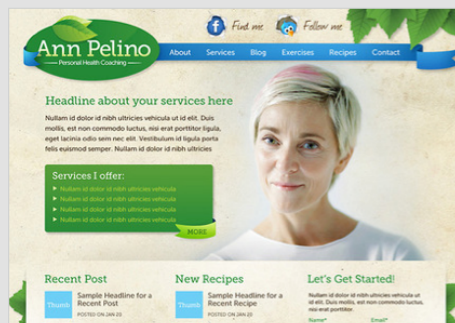 Find me
Follow me
Ann Pelino
Personal Health Coaching
About Services Blog Exercises Recipes Contact
Headline about your services here
Nullam id dolor id nibh ultricies vehicula ut id elit. Duis
mollis, est non commodo luctus, nisi erat porttitor ligula,
eget lacinia odio sem nec elit. Vestibulum id ligula porta
felis euismod semper. Nullam id dolor id nibh ultricies
Services I offer:
Nullam id dolor id nibh ultricies vehicula
Nullam id dolor id nibh ultricies vehicula
Nullam id dolor id nibh ultricies vehicula
Nullam id dolor id nibh ultricies vehicula
MORE
Recent Post
Thumb
Sample Headline for a
Recent Post
POSTED ON JAN 23
New Recipes
Thumb
Sample Headline for a
Recent Recipe
POSTED ON JAN 23
Let's Get Started!
Nullam id dolor id nibh ultricies vehicula ut id
elit. Duis mollis, est non commodo luctus, nisi
erat porttitor.
Name* Email*